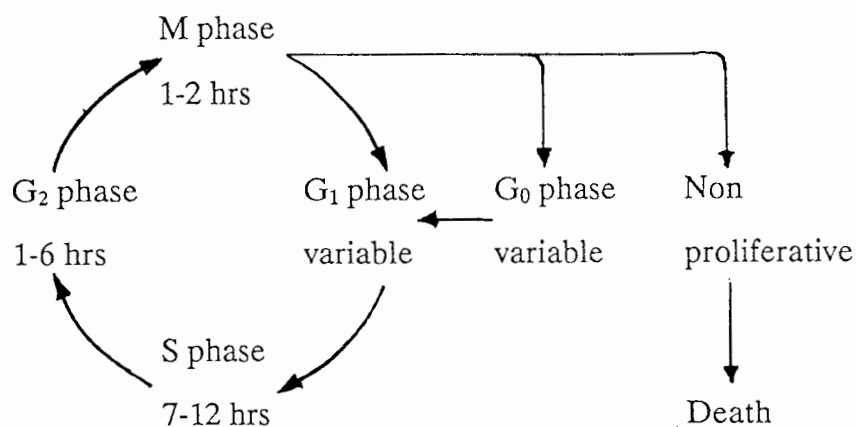 M phase
1-2 hrs
G₂ phase
1-6 hrs
G₁ phase
variable
G₀ phase
variable
Non
proliferative
S phase
7-12 hrs
Death